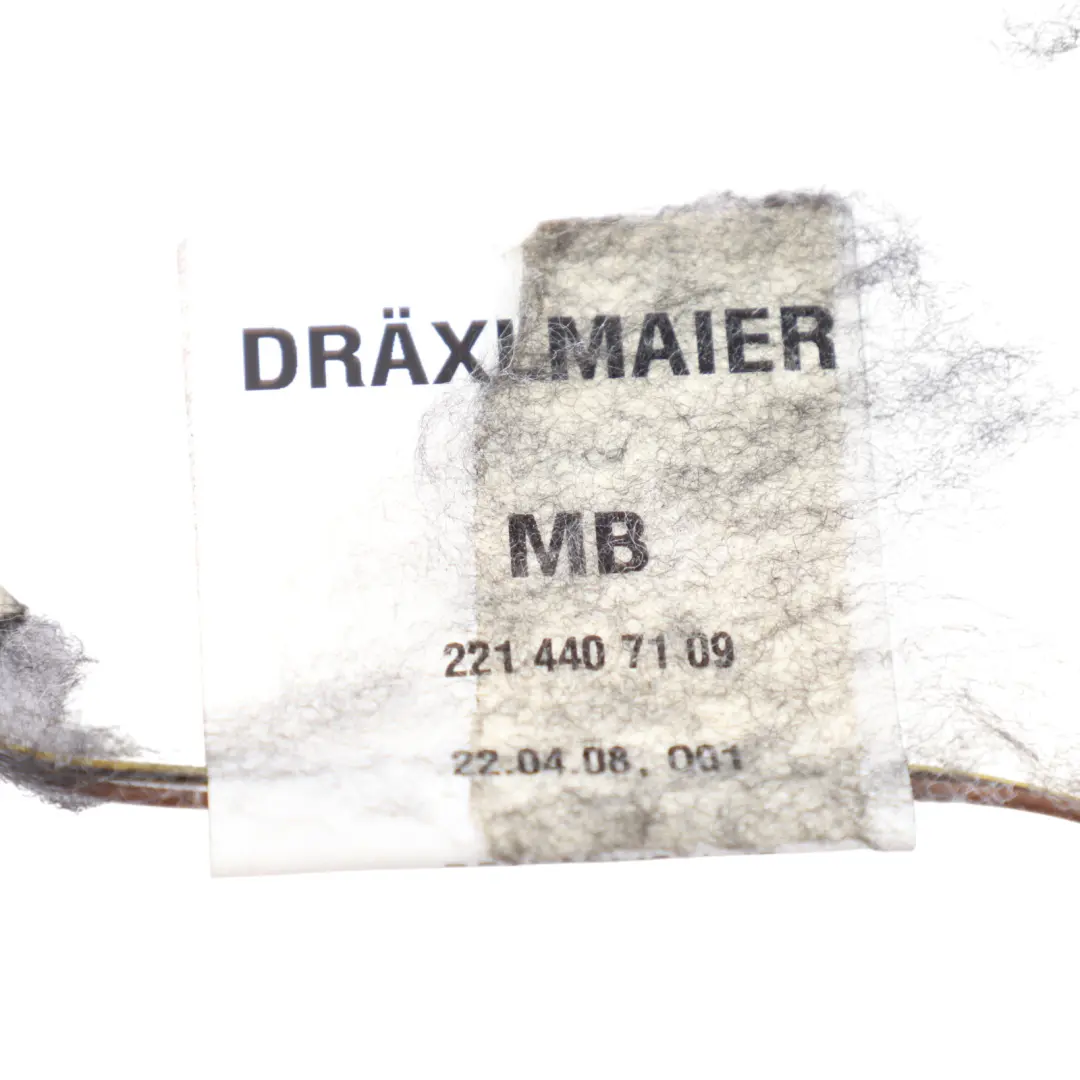 DRÄXLMAIER
MB
221 440 71 09
22.04.08, 001